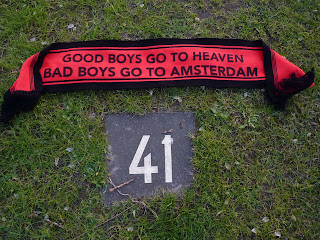 GOOD BOYS GO TO HEAVEN
BAD BOYS GO TO AMSTERDAM
41